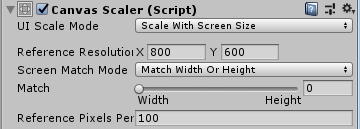 Canvas Scaler (Script)
UI Scale Mode Scale With Screen Size
Reference Resolution X 800 Y 600
Screen Match Mode Match Width Or Height
Match 0
Width Height
Reference Pixels Per 100